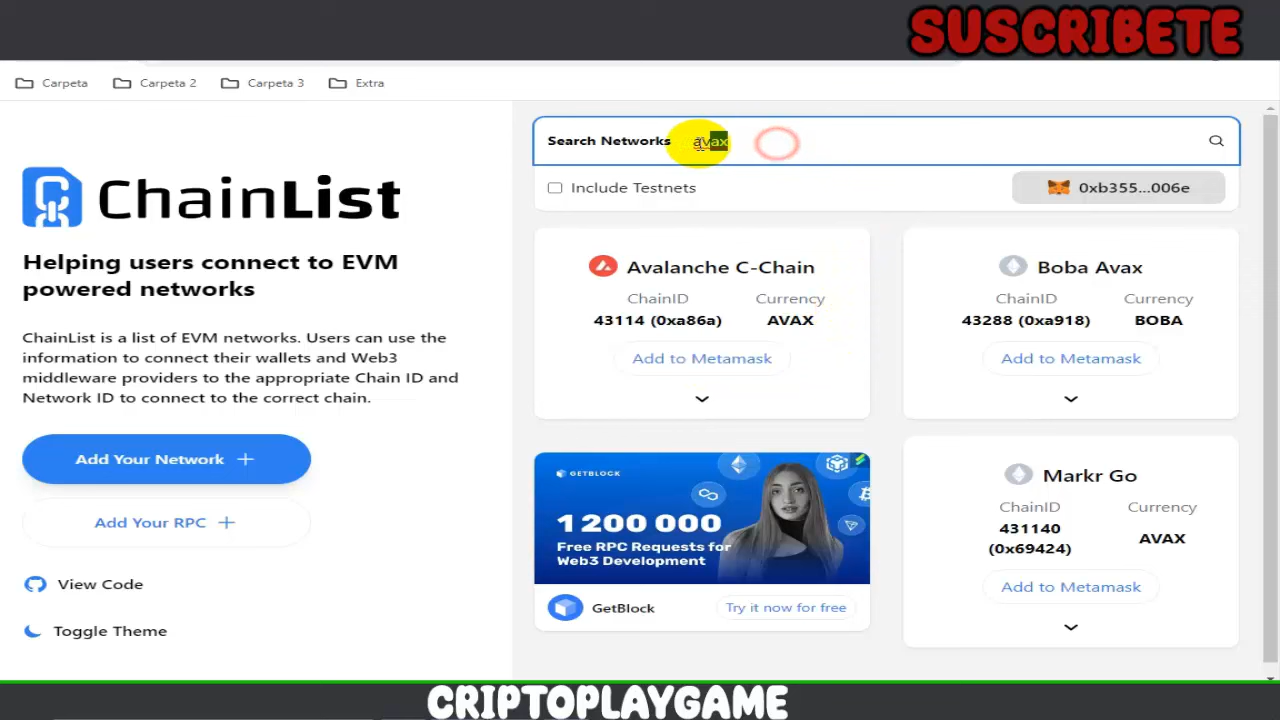 SUSCRIBETE
Carpeta
Carpeta 2
Carpeta 3
Extra
ChainList
Helping users connect to EVM
powered networks
ChainList is a list of EVM networks. Users can use the
information to connect their wallets and Web3
middleware providers to the appropriate Chain ID and
Network ID to connect to the correct chain.
Add Your Network
Add Your RPC
View Code
Toggle Theme
Search Networks avax
Include Testnets
0xb355...006e
Avalanche C-Chain
ChainID Currency
43114 (0xa86a) AVAX
Add to Metamask
Boba Avax
ChainID Currency
43288 (0xa918) BOBA
Add to Metamask
GETBLOCK
1 200 000
Free RPC Requests for
Web3 Development
GetBlock
Try it now for free
Markr Go
ChainID Currency
431140
(0x69424) AVAX
Add to Metamask
CRIPTOPLAYGAME